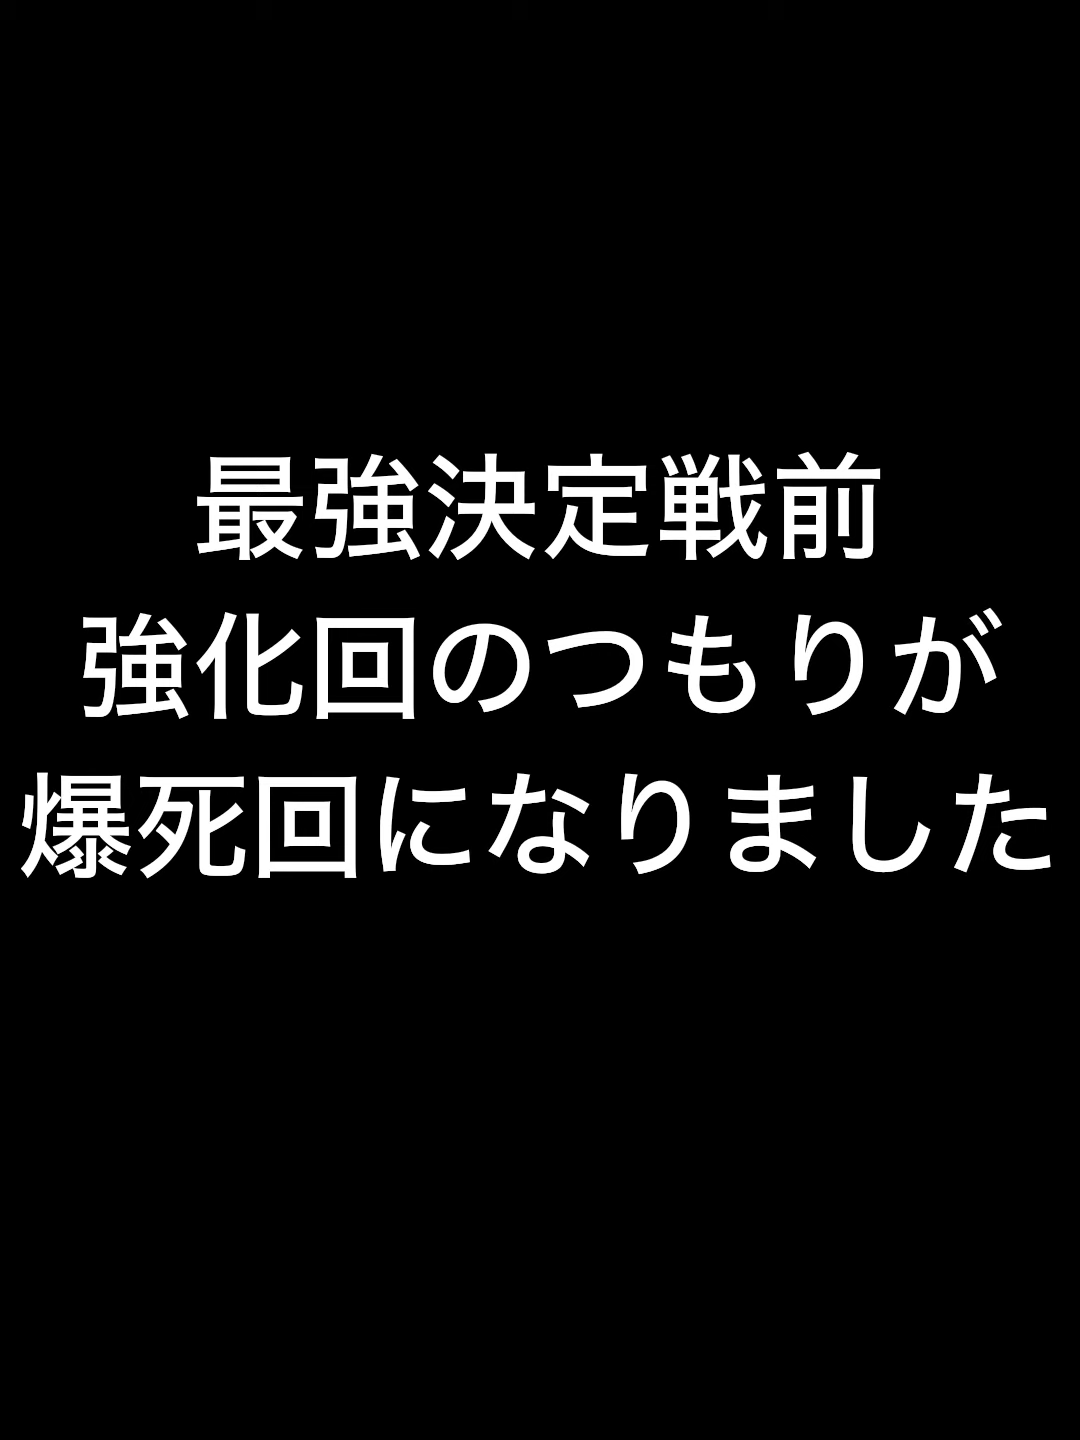 最強決定戦前
強化回のつもりが
爆死回になりました